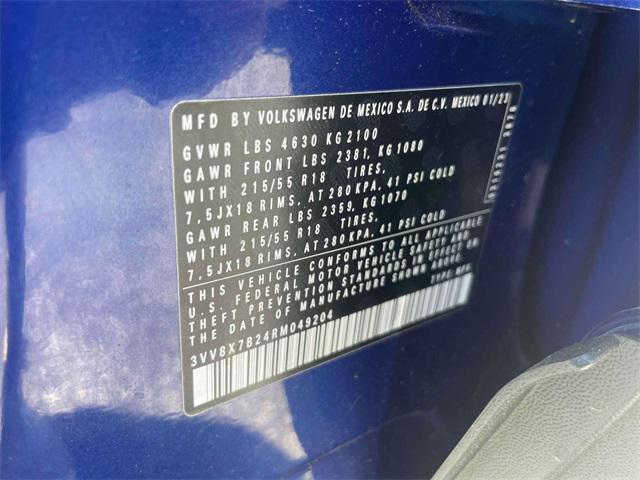 MFD BY VOLKSWAGEN DE MEXICO S.A. DE C.V. MEXICO 01/23
GVWR LBS 4630 KG 2100
GAWR FRONT LBS 2381, KG 1080
WITH 215/55 R18 TIRES,
7,5JX18 RIMS, AT 280 KPA, 41 PSI COLD
GAWR REAR LBS 2359, KG 1070
WITH 215/55 R18 TIRES,
7,5JX18 RIMS, AT 280 KPA, 41 PSI COLD
THIS VEHICLE CONFORMS TO ALL APPLICABLE
U.S. FEDERAL MOTOR VEHICLE SAFETY AND
THEFT PREVENTION STANDARDS IN EFFECT ON
THE DATE OF MANUFACTURE SHOWN ABOVE.
TYPE: MPV
3VV8X7B24RM049204